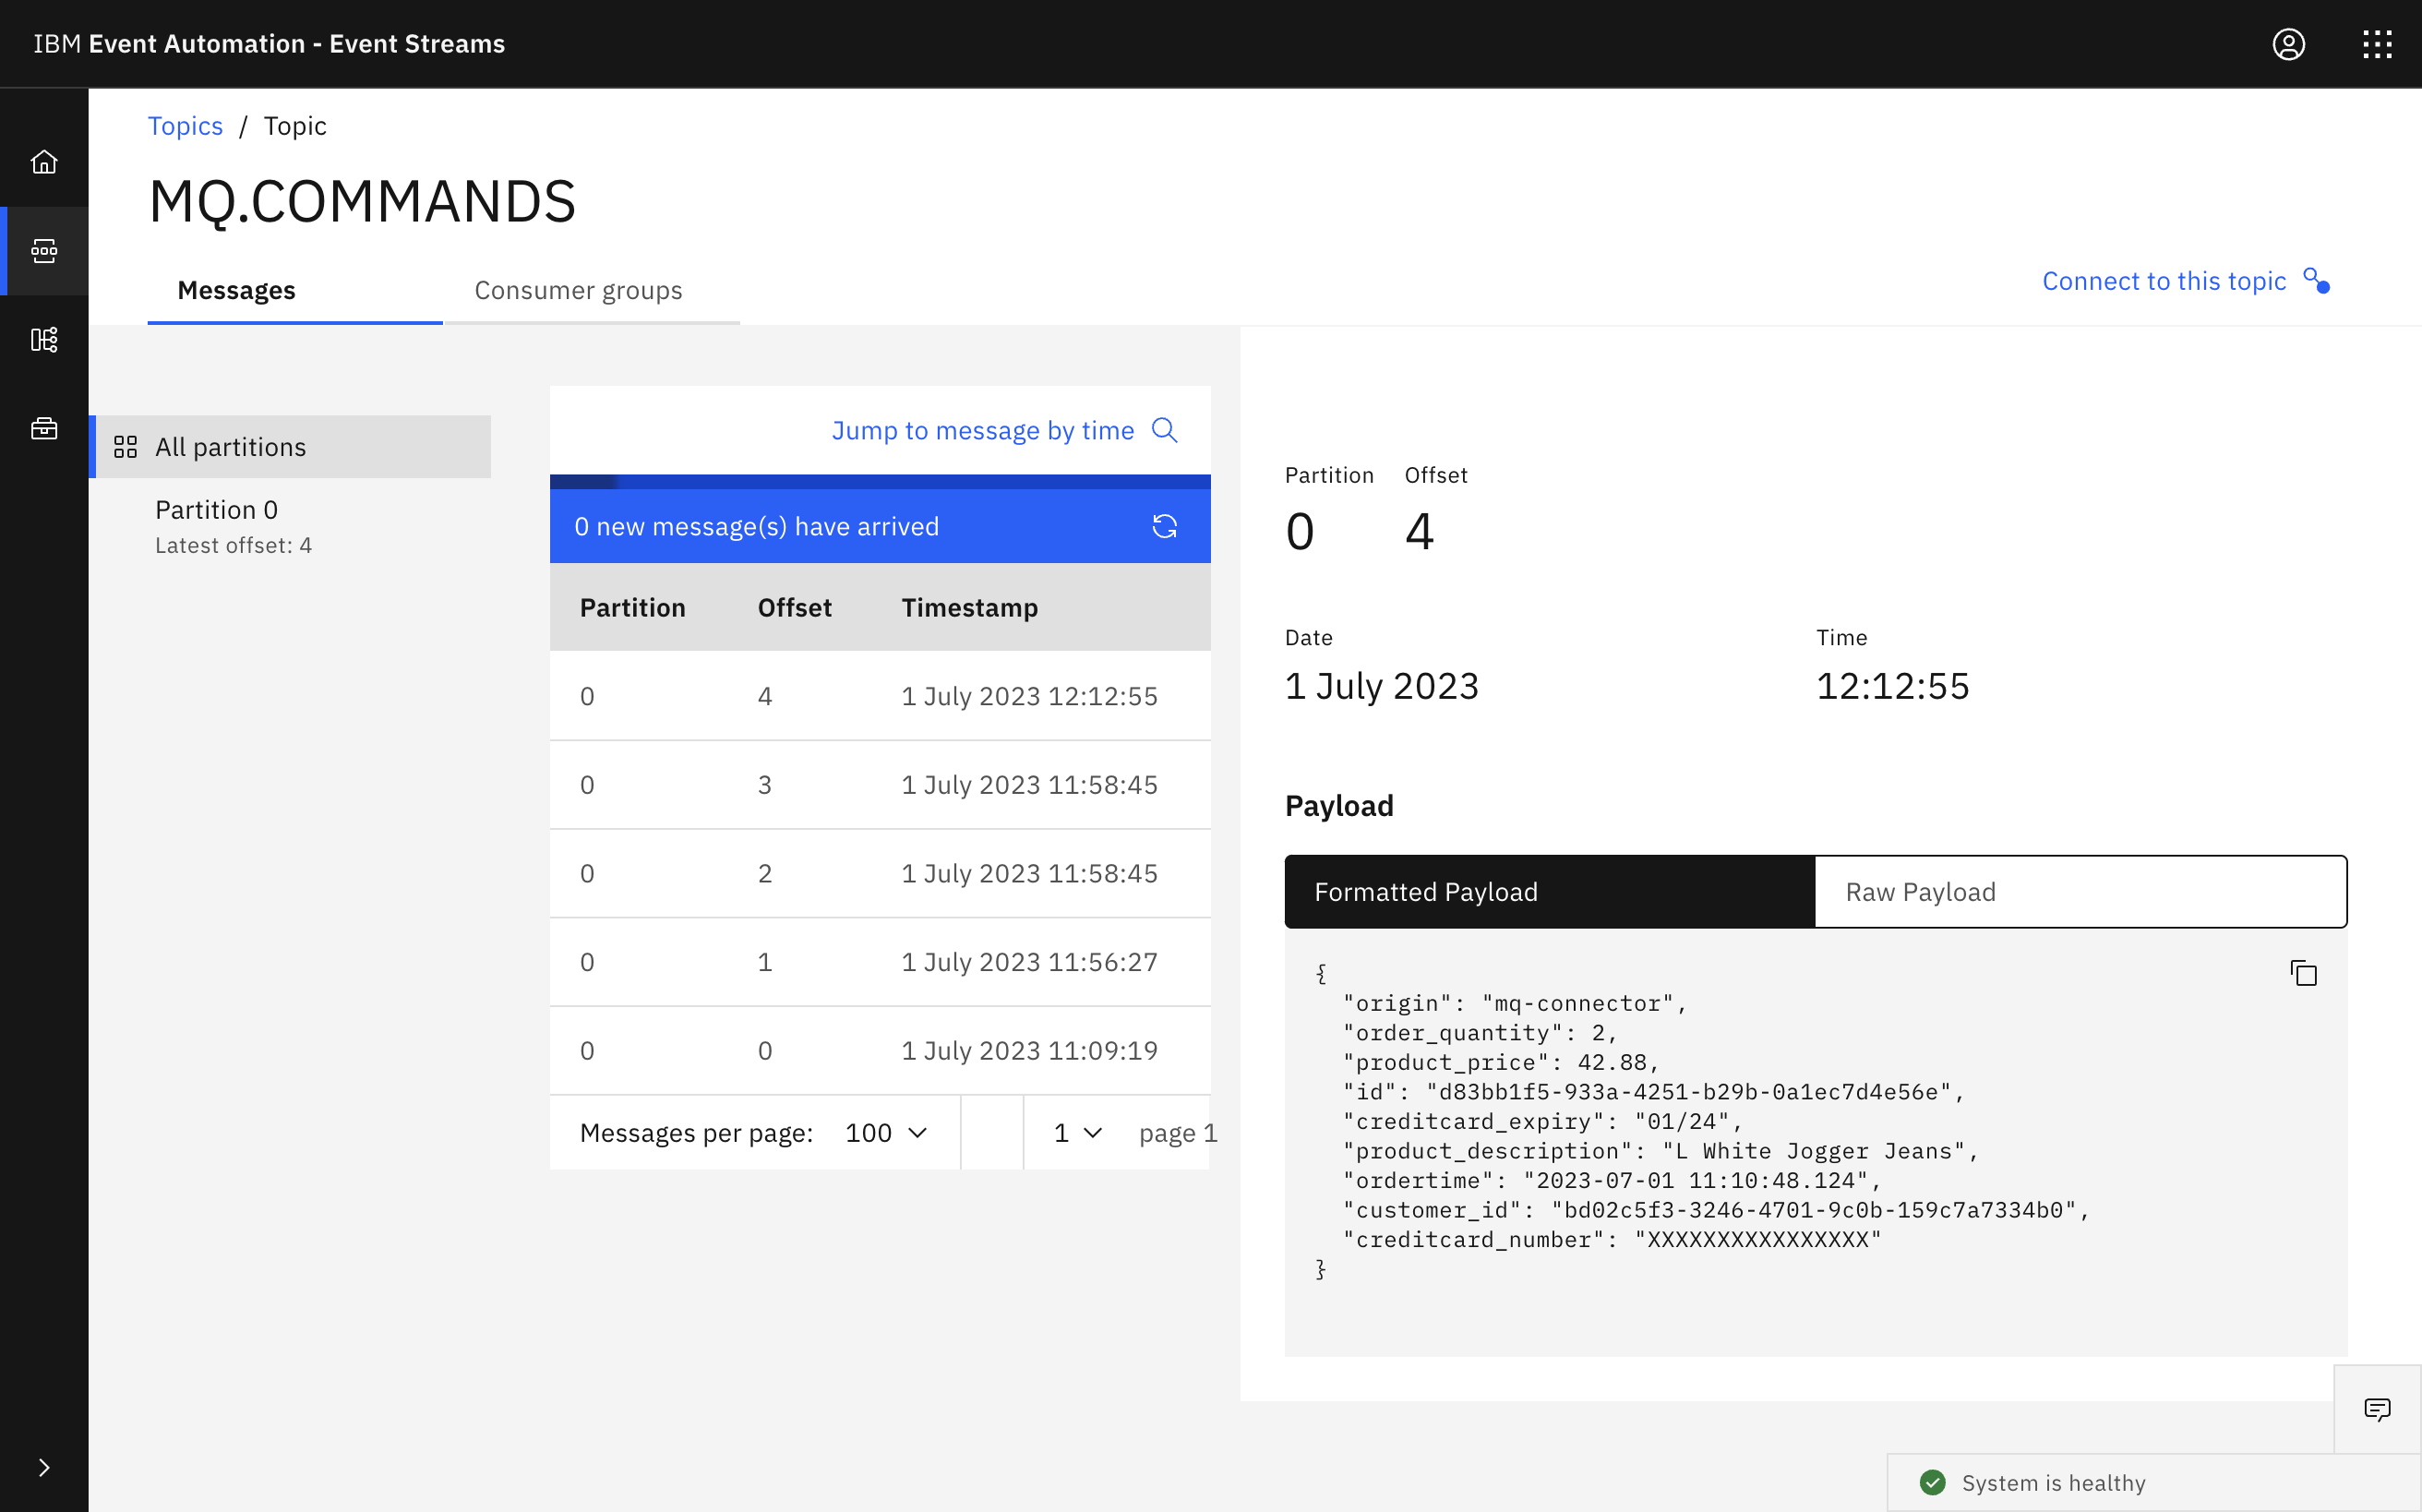 IBM Event Automation - Event Streams
Topics / Topic
MQ.COMMANDS
Messages
Consumer groups
Connect to this topic
All partitions
Partition 0
Latest offset: 4
Jump to message by time
0 new message(s) have arrived
Partition Offset Timestamp
0 4 1 July 2023 12:12:55
0 3 1 July 2023 11:58:45
0 2 1 July 2023 11:58:45
0 1 1 July 2023 11:56:27
0 0 1 July 2023 11:09:19
Messages per page: 100 1 page 1
Partition Offset
0 4
Date Time
1 July 2023 12:12:55
Payload
Formatted Payload Raw Payload
{
"origin": "mq-connector",
"order_quantity": 2,
"product_price": 42.88,
"id": "d83bb1f5-933a-4251-b29b-0a1ec7d4e56e",
"creditcard_expiry": "01/24",
"product_description": "L White Jogger Jeans",
"ordertime": "2023-07-01 11:10:48.124",
"customer_id": "bd02c5f3-3246-4701-9c0b-159c7a7334b0",
"creditcard_number": "XXXXXXXXXXXXXXXX"
}
System is healthy